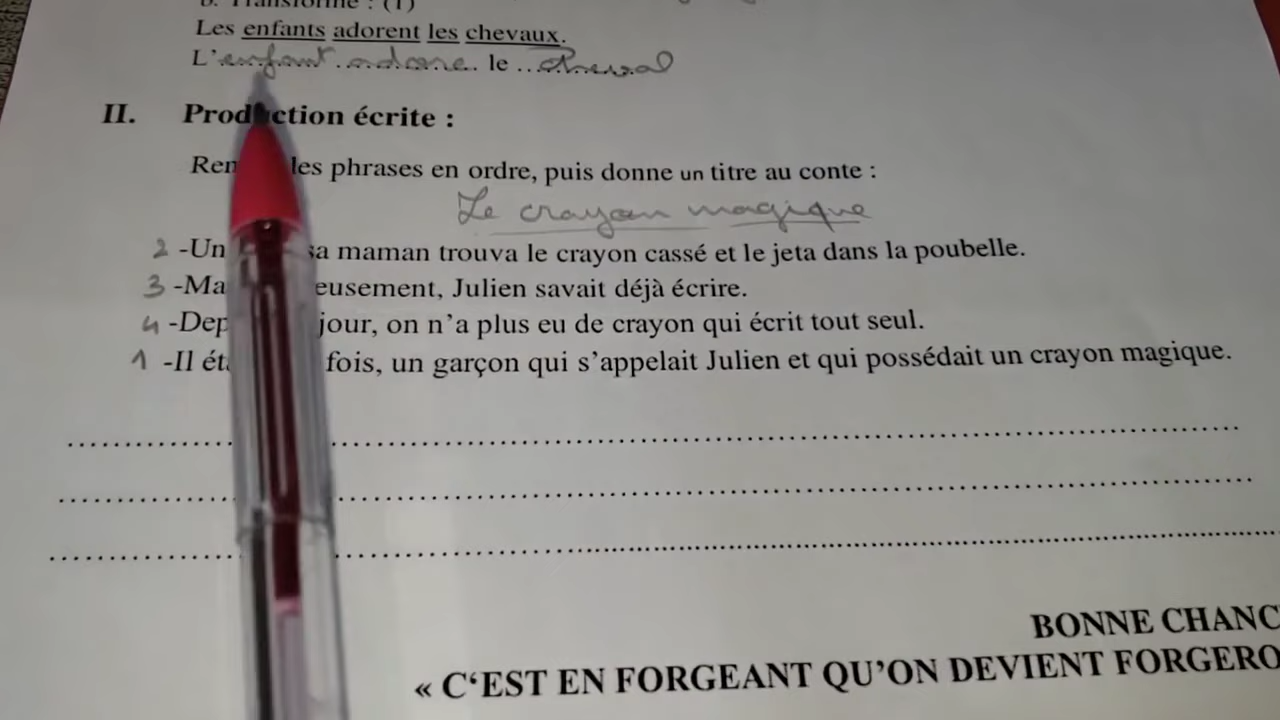 B. Transforme : (1)
Les enfants adorent les chevaux.
L'enfant adore le cheval
II. Production écrite :
les phrases en ordre, puis donne un titre au conte :
Le crayon magique
2 -Un sa maman trouva le crayon cassé et le jeta dans la poubelle.
3 -Ma eusement, Julien savait déjà écrire.
4 -Dep jour, on n'a plus eu de crayon qui écrit tout seul.
1 -Il ét fois, un garçon qui s'appelait Julien et qui possédait un crayon magique.
BONNE CHANC
« C'EST EN FORGEANT QU'ON DEVIENT FORGERO